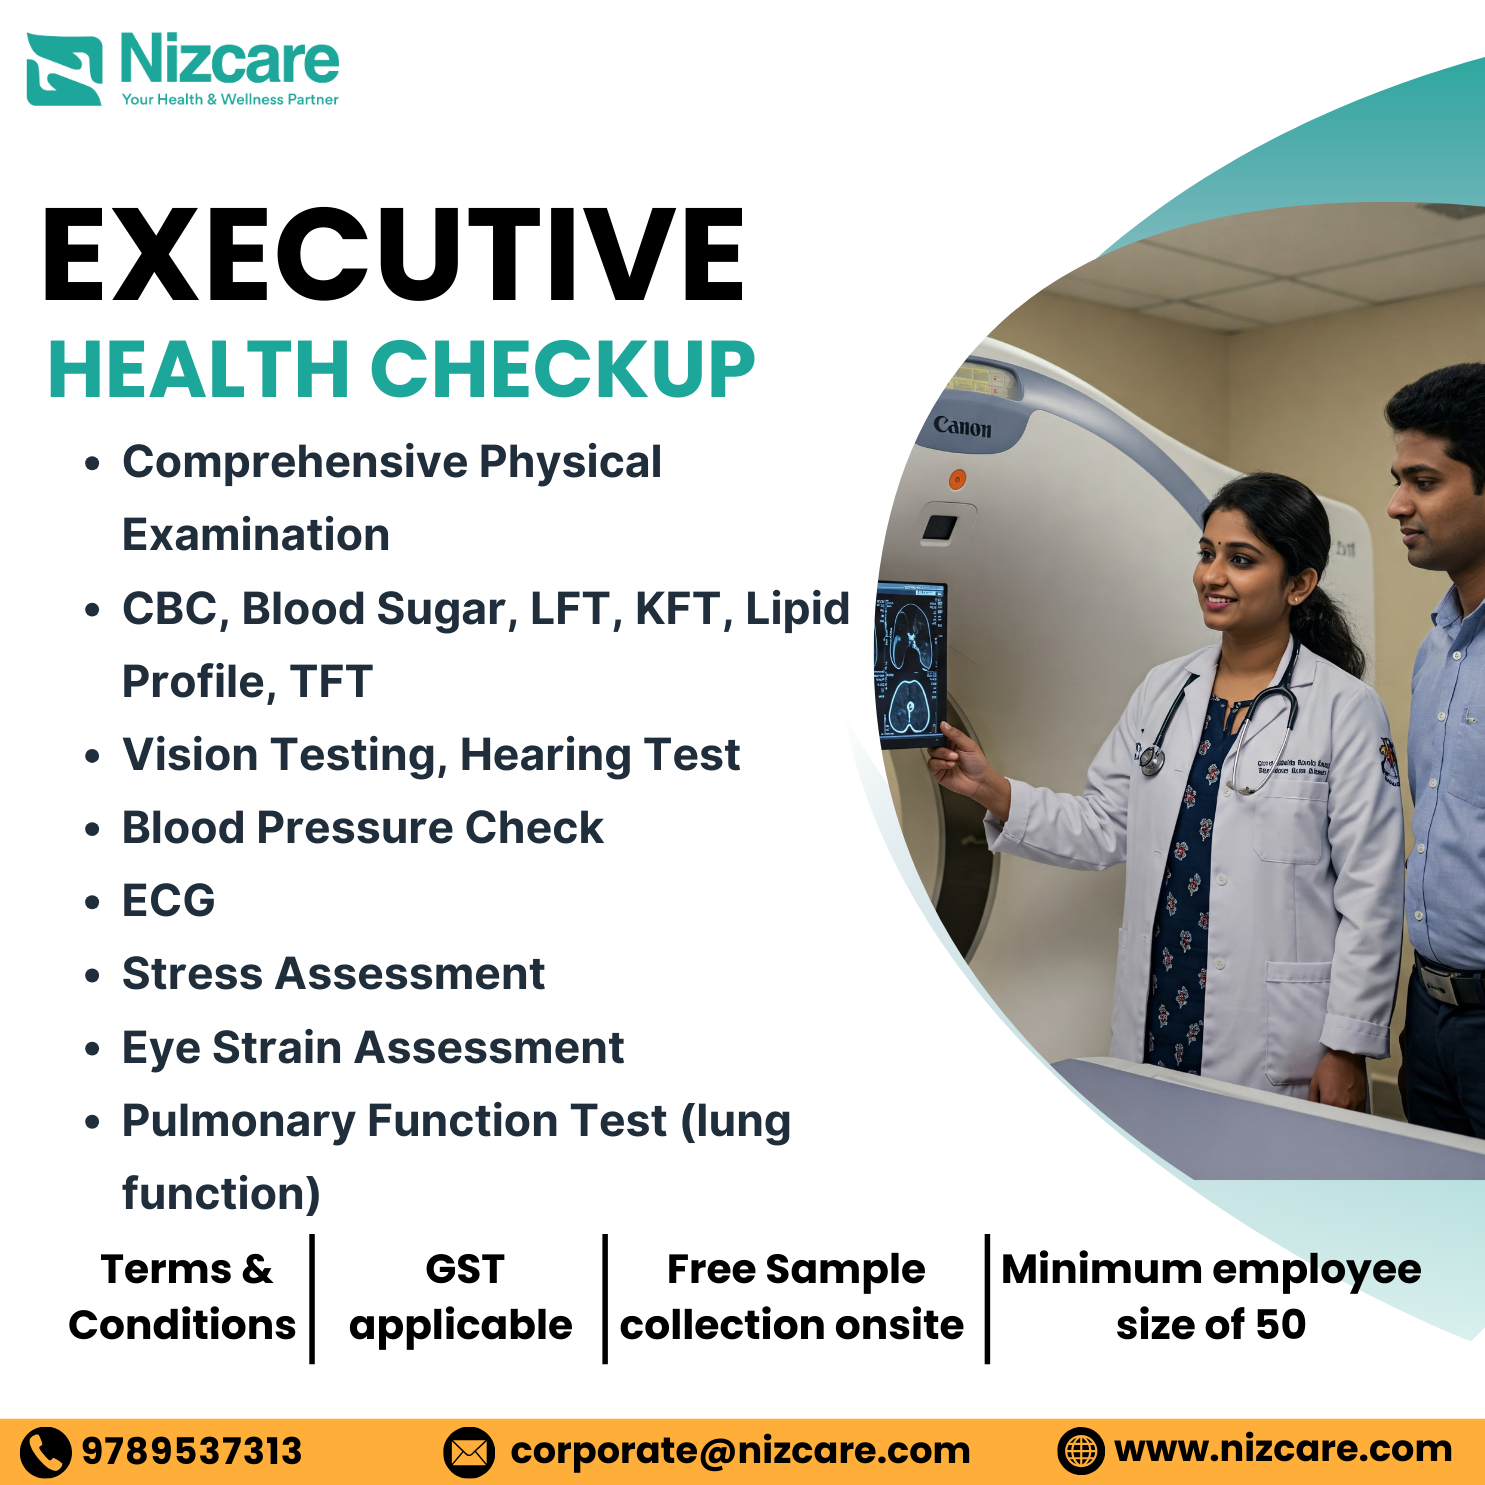 Nizcare
Your Health & Wellness Partner
EXECUTIVE
HEALTH CHECKUP
• Comprehensive Physical
Examination
• CBC, Blood Sugar, LFT, KFT, Lipid
Profile, TFT
• Vision Testing, Hearing Test
• Blood Pressure Check
• ECG
• Stress Assessment
• Eye Strain Assessment
• Pulmonary Function Test (lung
function)
Canon
Terms &
Conditions
GST
applicable
Free Sample
collection onsite
Minimum employee
size of 50
9789537313
corporate@nizcare.com
www.nizcare.com